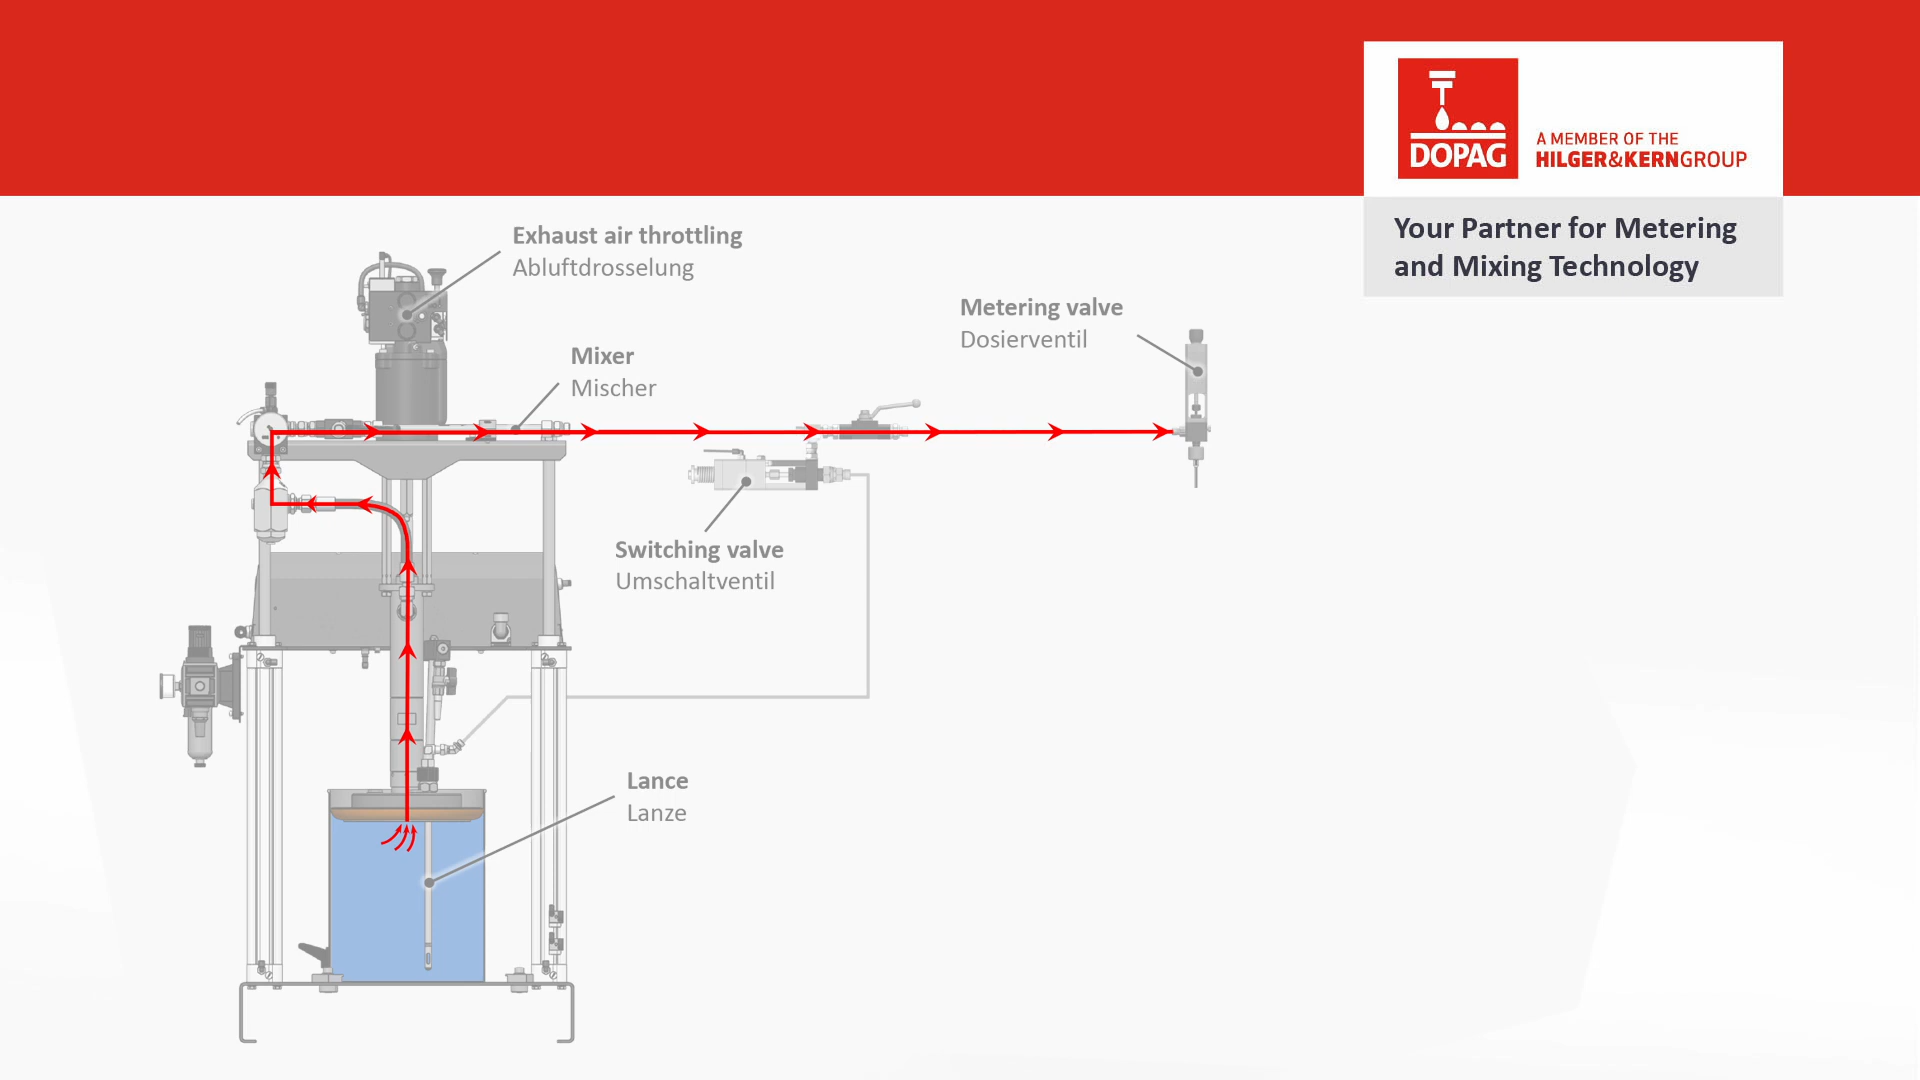 DOPAG
A MEMBER OF THE
HILGER&KERNGROUP
Your Partner for Metering
and Mixing Technology
Exhaust air throttling
Abluftdrosselung
Metering valve
Dosierventil
Mixer
Mischer
Switching valve
Umschaltventil
Lance
Lanze